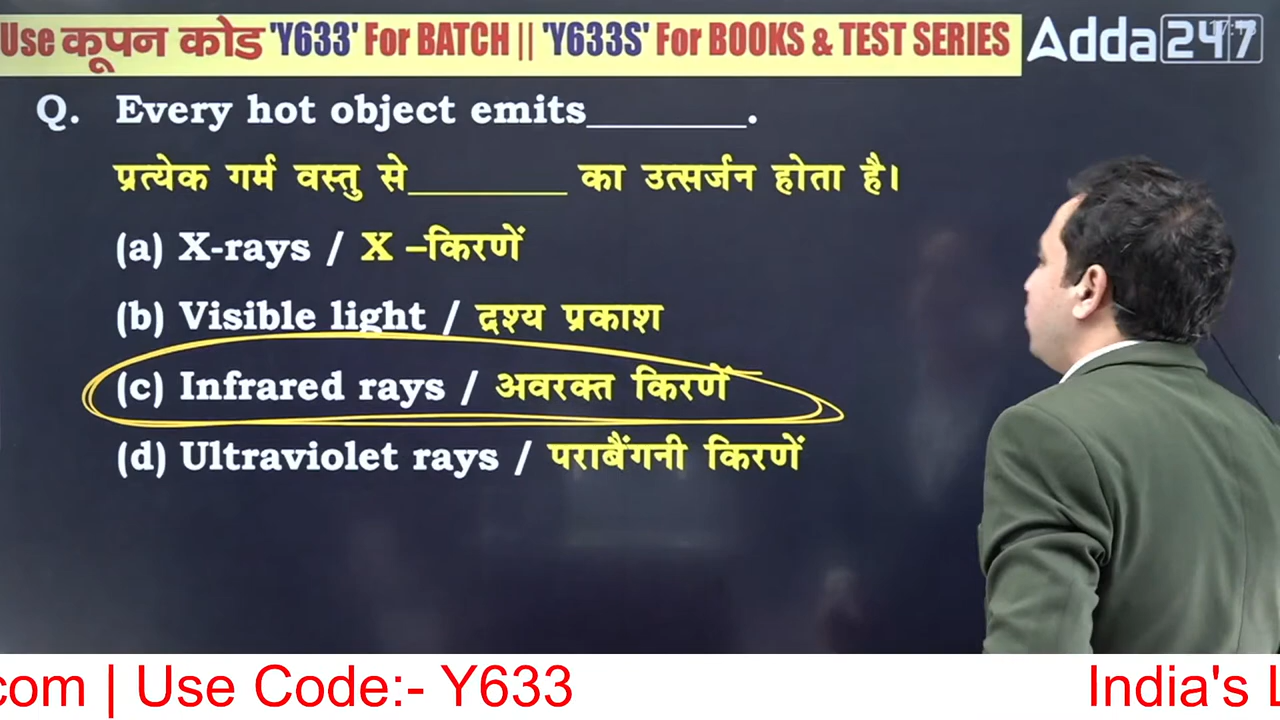 Use कूपन कोड 'Y633' For BATCH || 'Y633S' For BOOKS & TEST SERIES
Adda247
Q. Every hot object emits________.
प्रत्येक गर्म वस्तु से________ का उत्सर्जन होता है।
(a) X-rays / X –किरणें
(b) Visible light / द्रश्य प्रकाश
(c) Infrared rays / अवरक्त किरणें
(d) Ultraviolet rays / पराबैंगनी किरणें
com | Use Code:- Y633
India's L